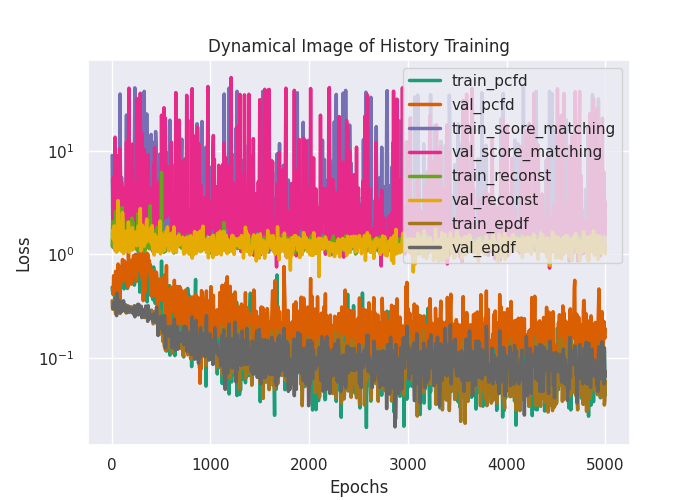 Dynamical Image of History Training
train_pcfd
val_pcfd
train_score_matching
val_score_matching
train_reconst
val_reconst
train_epdf
val_epdf
10¹
10⁰
10⁻¹
Loss
0 1000 2000 3000 4000 5000
Epochs